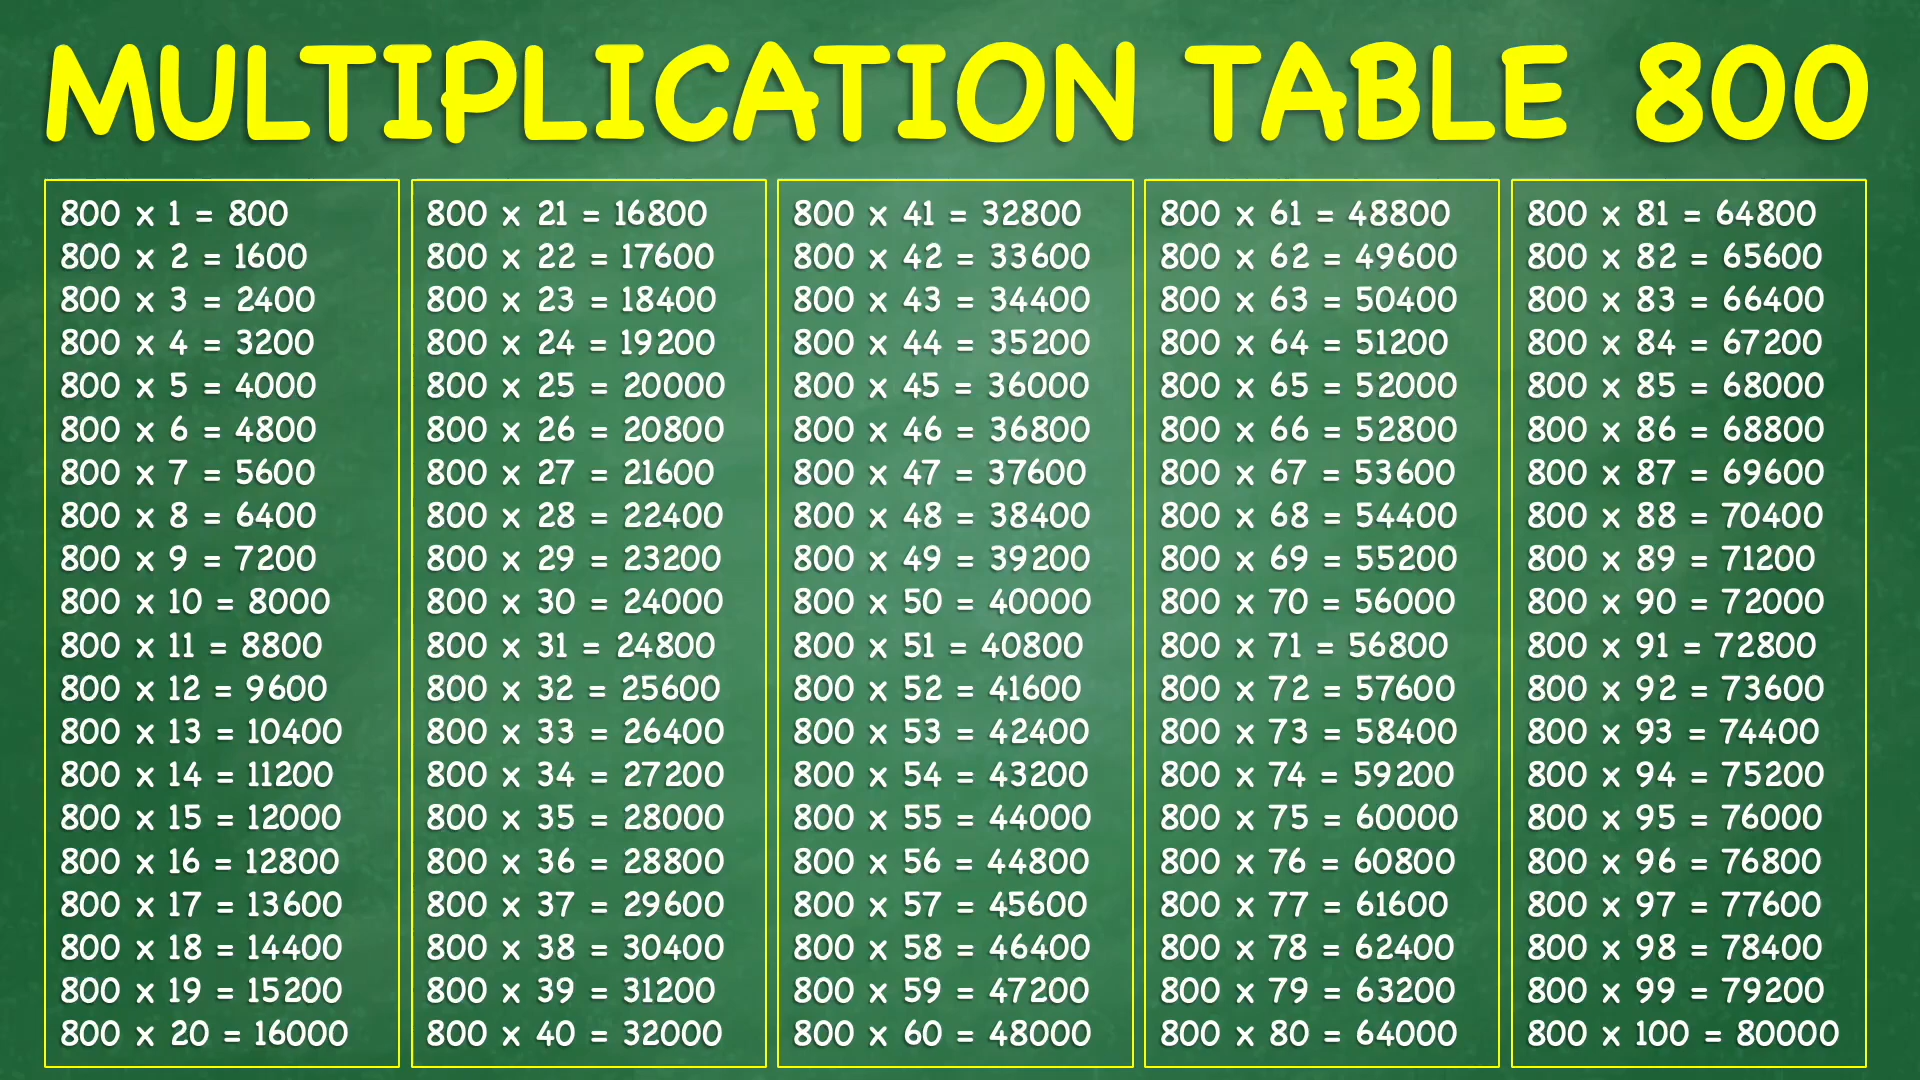 MULTIPLICATION TABLE 800
800 x 1 = 800
800 x 2 = 1600
800 x 3 = 2400
800 x 4 = 3200
800 x 5 = 4000
800 x 6 = 4800
800 x 7 = 5600
800 x 8 = 6400
800 x 9 = 7200
800 x 10 = 8000
800 x 11 = 8800
800 x 12 = 9600
800 x 13 = 10400
800 x 14 = 11200
800 x 15 = 12000
800 x 16 = 12800
800 x 17 = 13600
800 x 18 = 14400
800 x 19 = 15200
800 x 20 = 16000
800 x 21 = 16800
800 x 22 = 17600
800 x 23 = 18400
800 x 24 = 19200
800 x 25 = 20000
800 x 26 = 20800
800 x 27 = 21600
800 x 28 = 22400
800 x 29 = 23200
800 x 30 = 24000
800 x 31 = 24800
800 x 32 = 25600
800 x 33 = 26400
800 x 34 = 27200
800 x 35 = 28000
800 x 36 = 28800
800 x 37 = 29600
800 x 38 = 30400
800 x 39 = 31200
800 x 40 = 32000
800 x 41 = 32800
800 x 42 = 33600
800 x 43 = 34400
800 x 44 = 35200
800 x 45 = 36000
800 x 46 = 36800
800 x 47 = 37600
800 x 48 = 38400
800 x 49 = 39200
800 x 50 = 40000
800 x 51 = 40800
800 x 52 = 41600
800 x 53 = 42400
800 x 54 = 43200
800 x 55 = 44000
800 x 56 = 44800
800 x 57 = 45600
800 x 58 = 46400
800 x 59 = 47200
800 x 60 = 48000
800 x 61 = 48800
800 x 62 = 49600
800 x 63 = 50400
800 x 64 = 51200
800 x 65 = 52000
800 x 66 = 52800
800 x 67 = 53600
800 x 68 = 54400
800 x 69 = 55200
800 x 70 = 56000
800 x 71 = 56800
800 x 72 = 57600
800 x 73 = 58400
800 x 74 = 59200
800 x 75 = 60000
800 x 76 = 60800
800 x 77 = 61600
800 x 78 = 62400
800 x 79 = 63200
800 x 80 = 64000
800 x 81 = 64800
800 x 82 = 65600
800 x 83 = 66400
800 x 84 = 67200
800 x 85 = 68000
800 x 86 = 68800
800 x 87 = 69600
800 x 88 = 70400
800 x 89 = 71200
800 x 90 = 72000
800 x 91 = 72800
800 x 92 = 73600
800 x 93 = 74400
800 x 94 = 75200
800 x 95 = 76000
800 x 96 = 76800
800 x 97 = 77600
800 x 98 = 78400
800 x 99 = 79200
800 x 100 = 80000